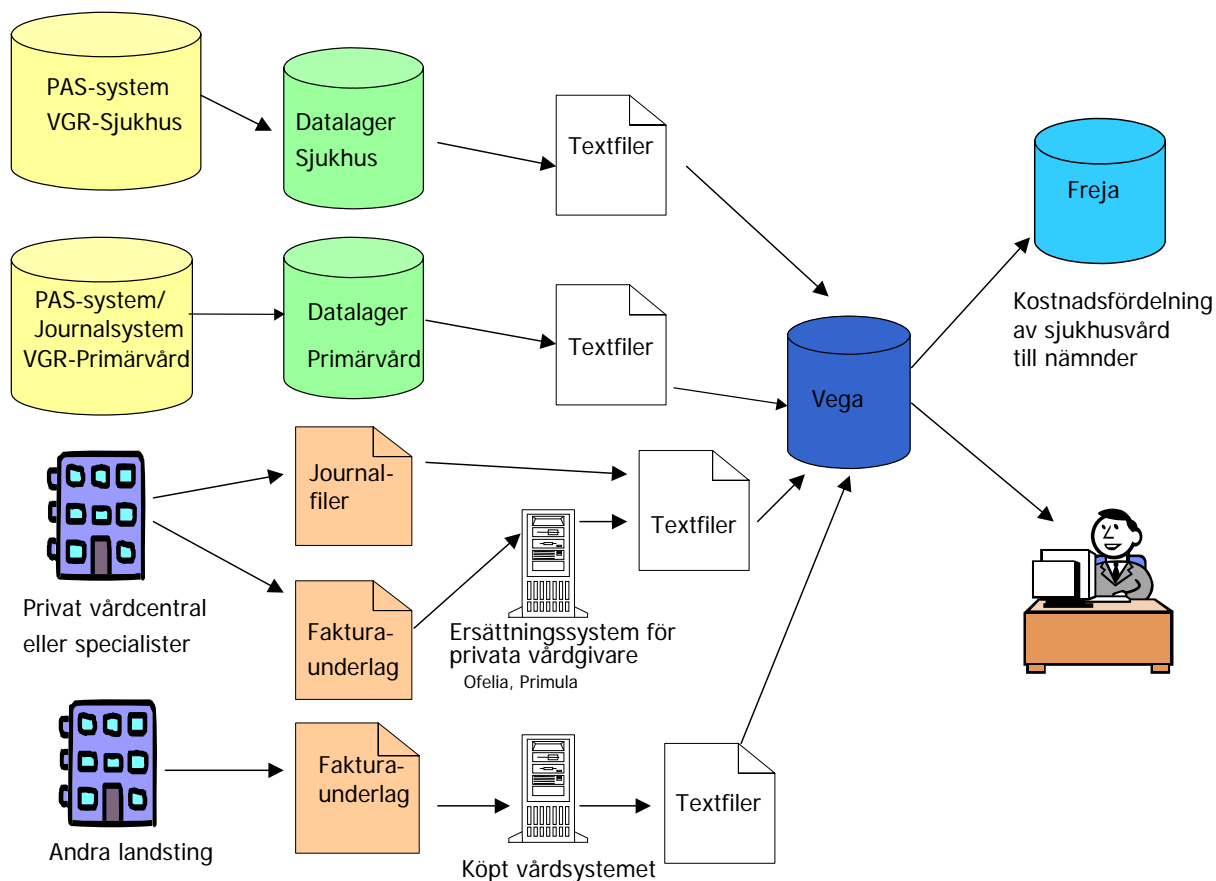 PAS-system
VGR-Sjukhus
Datalager
Sjukhus
Textfiler
Freja
Kostnadsfördelning
av sjukhusvård
till nämnder
PAS-system/
Journalsystem
VGR-Primärvård
Datalager
Primärvård
Textfiler
Vega
Journal-
filer
Textfiler
Privat vårdcentral
eller specialister
Faktura-
underlag
Ersättningssystem för
privata vårdgivare
Ofelia, Primula
Andra landsting
Faktura-
underlag
Köpt vårdsystemet
Textfiler